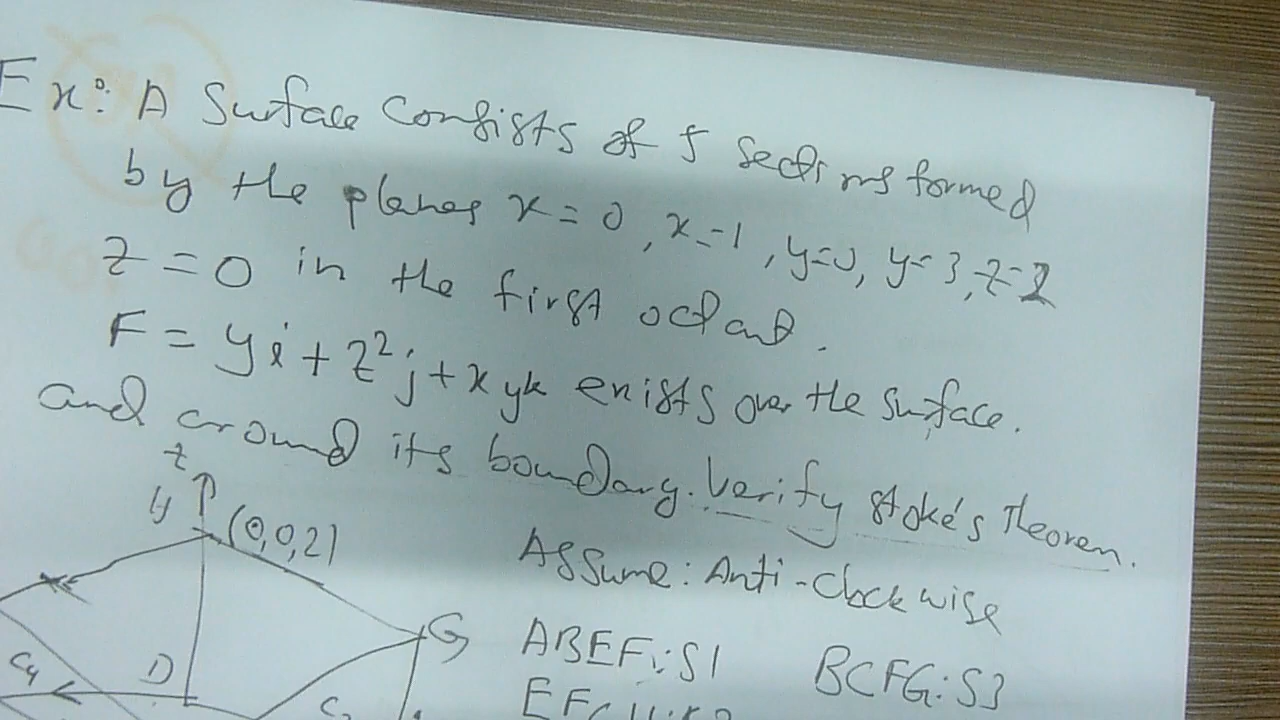 Ex: A Surface Consists of 5 sections formed
by the planes x = 0, x = 1, y = 0, y = 3, z = 2
z = 0 in the first octant.
F = yi + z²j + xyk exists over the surface.
and around its boundary. Verify stoke's Theorem.
z
H (0,0,2)
Assume: Anti-clockwise
G ABEF: S1 BCFG: S3
C4 D